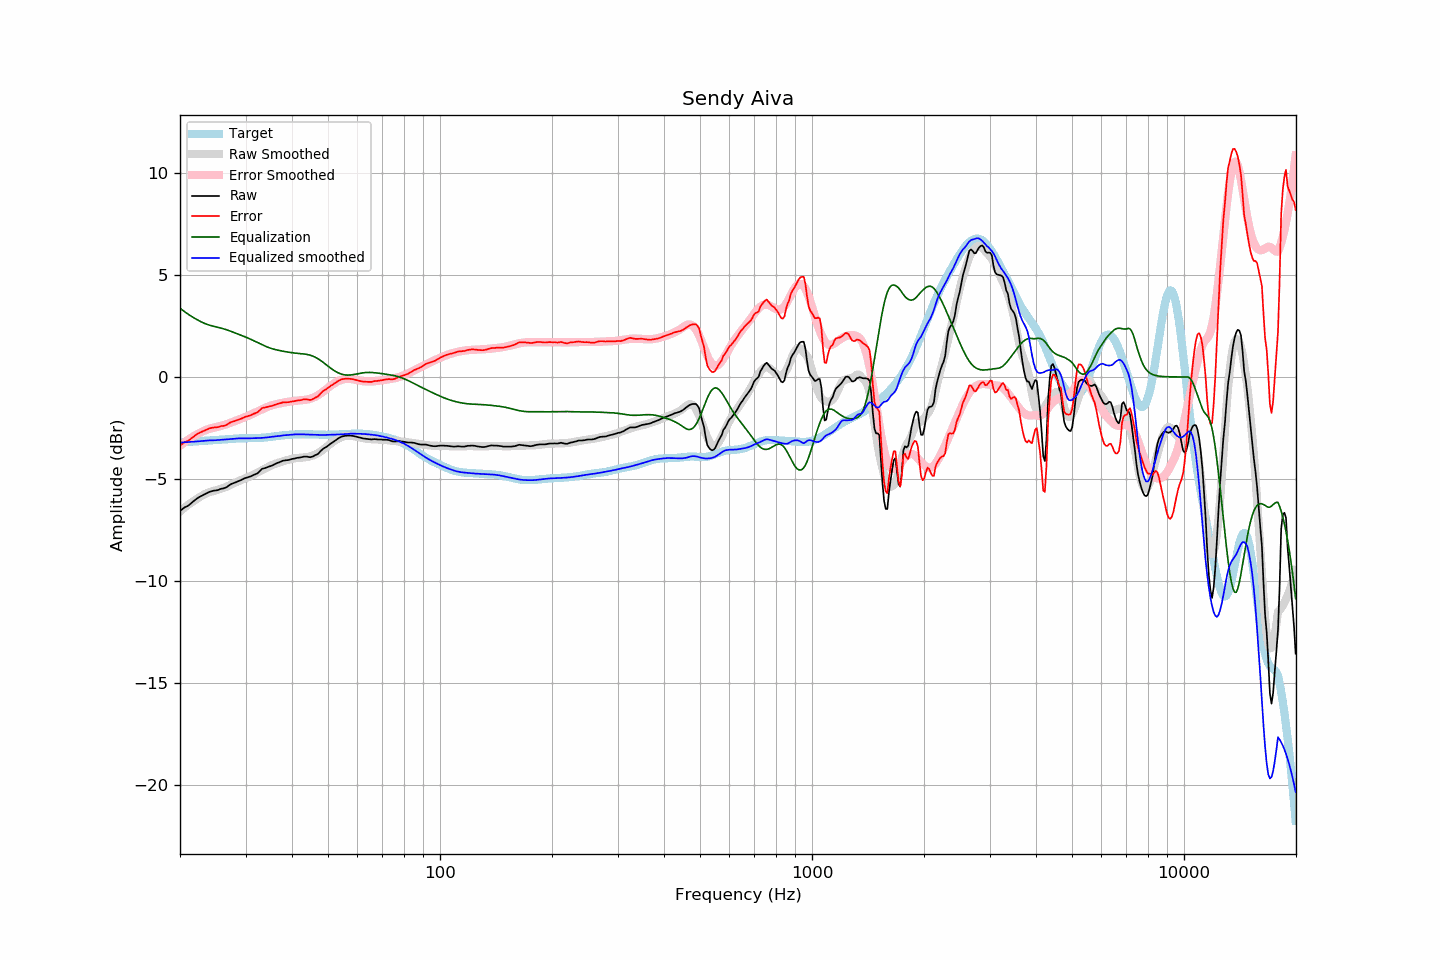 Sendy Aiva
Target
Raw Smoothed
Error Smoothed
Raw
Error
Equalization
Equalized smoothed
Amplitude (dBr)
10
5
0
−5
−10
−15
−20
100
1000
10000
Frequency (Hz)